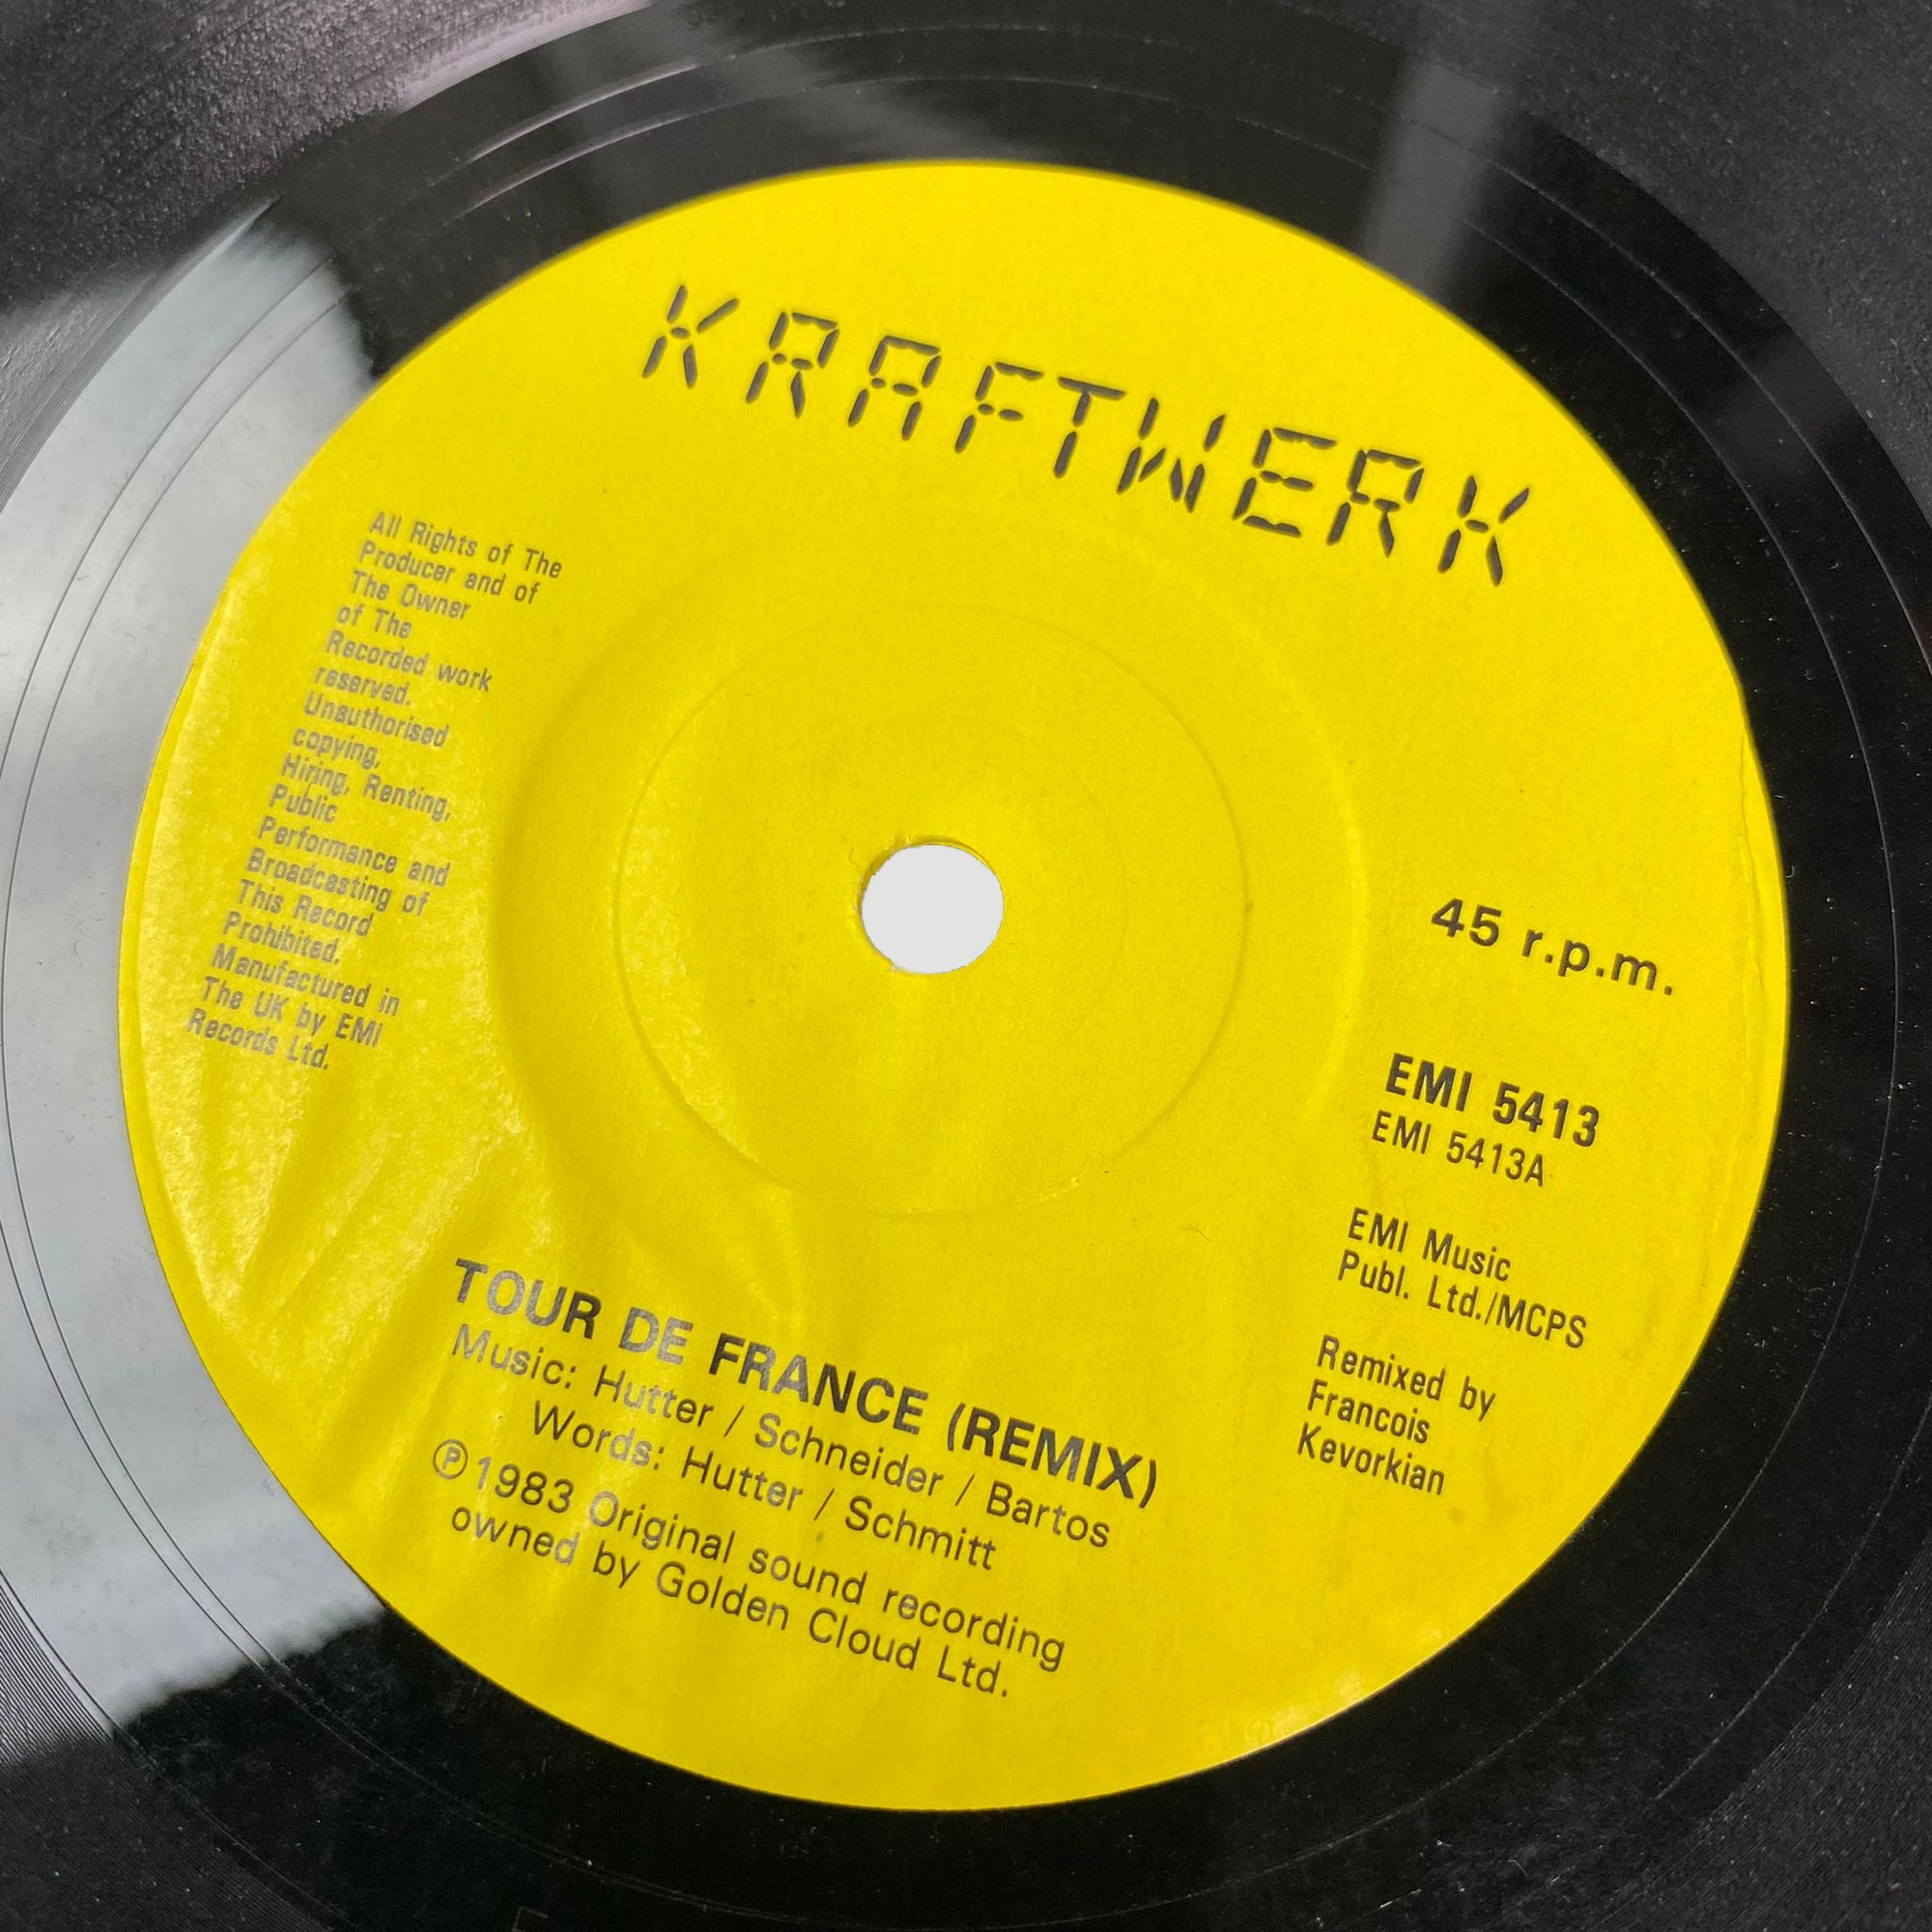 KRAFTWERK
All Rights of The
Producer and of
The Owner
of The
Recorded work
reserved.
Unauthorised
copying,
Hiring, Renting,
Public
Performance and
Broadcasting of
This Record
Prohibited.
Manufactured in
The UK by EMI
Records Ltd.
45 r.p.m.
EMI 5413
EMI 5413A
EMI Music
Publ. Ltd./MCPS
Remixed by
Francois
Kevorkian
TOUR DE FRANCE (REMIX)
Music: Hutter / Schneider / Bartos
Words: Hutter / Schmitt
℗1983 Original sound recording
owned by Golden Cloud Ltd.